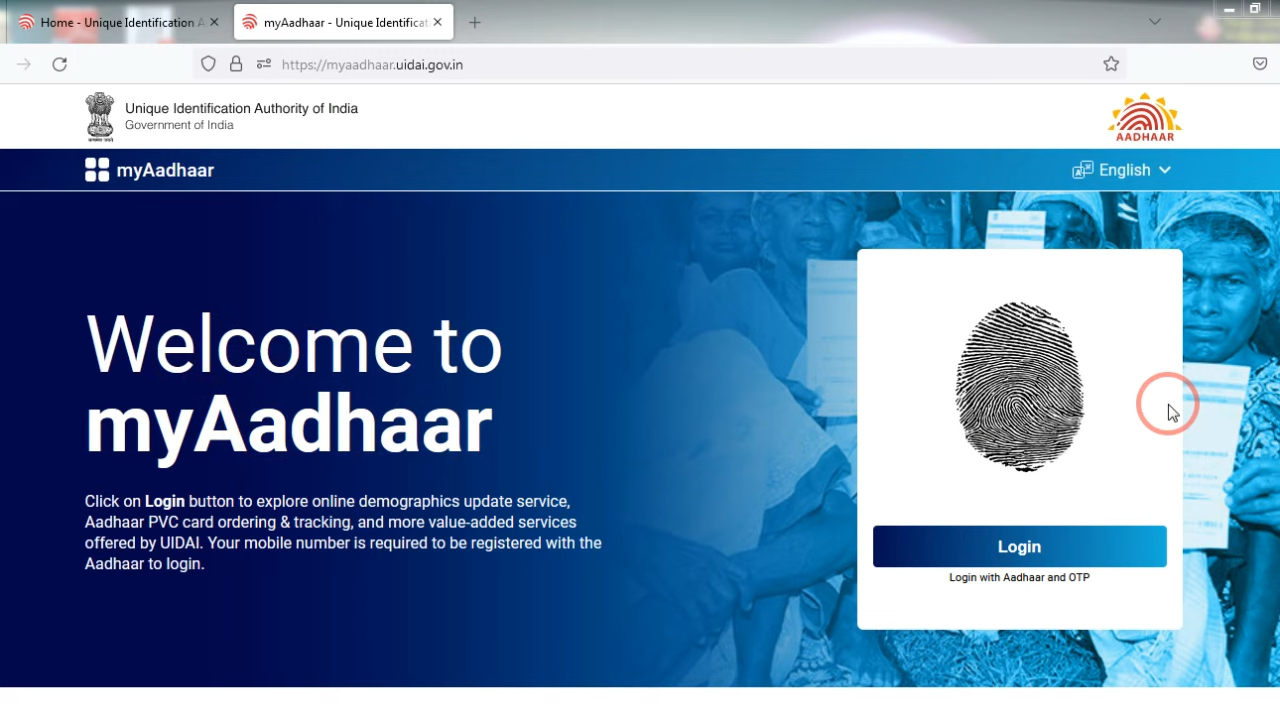 Home - Unique Identification A
myAadhaar - Unique Identificat
https://myaadhaar.uidai.gov.in
Unique Identification Authority of India
Government of India
AADHAAR
myAadhaar
English
Welcome to
myAadhaar
Click on Login button to explore online demographics update service,
Aadhaar PVC card ordering & tracking, and more value-added services
offered by UIDAI. Your mobile number is required to be registered with the
Aadhaar to login.
Login
Login with Aadhaar and OTP